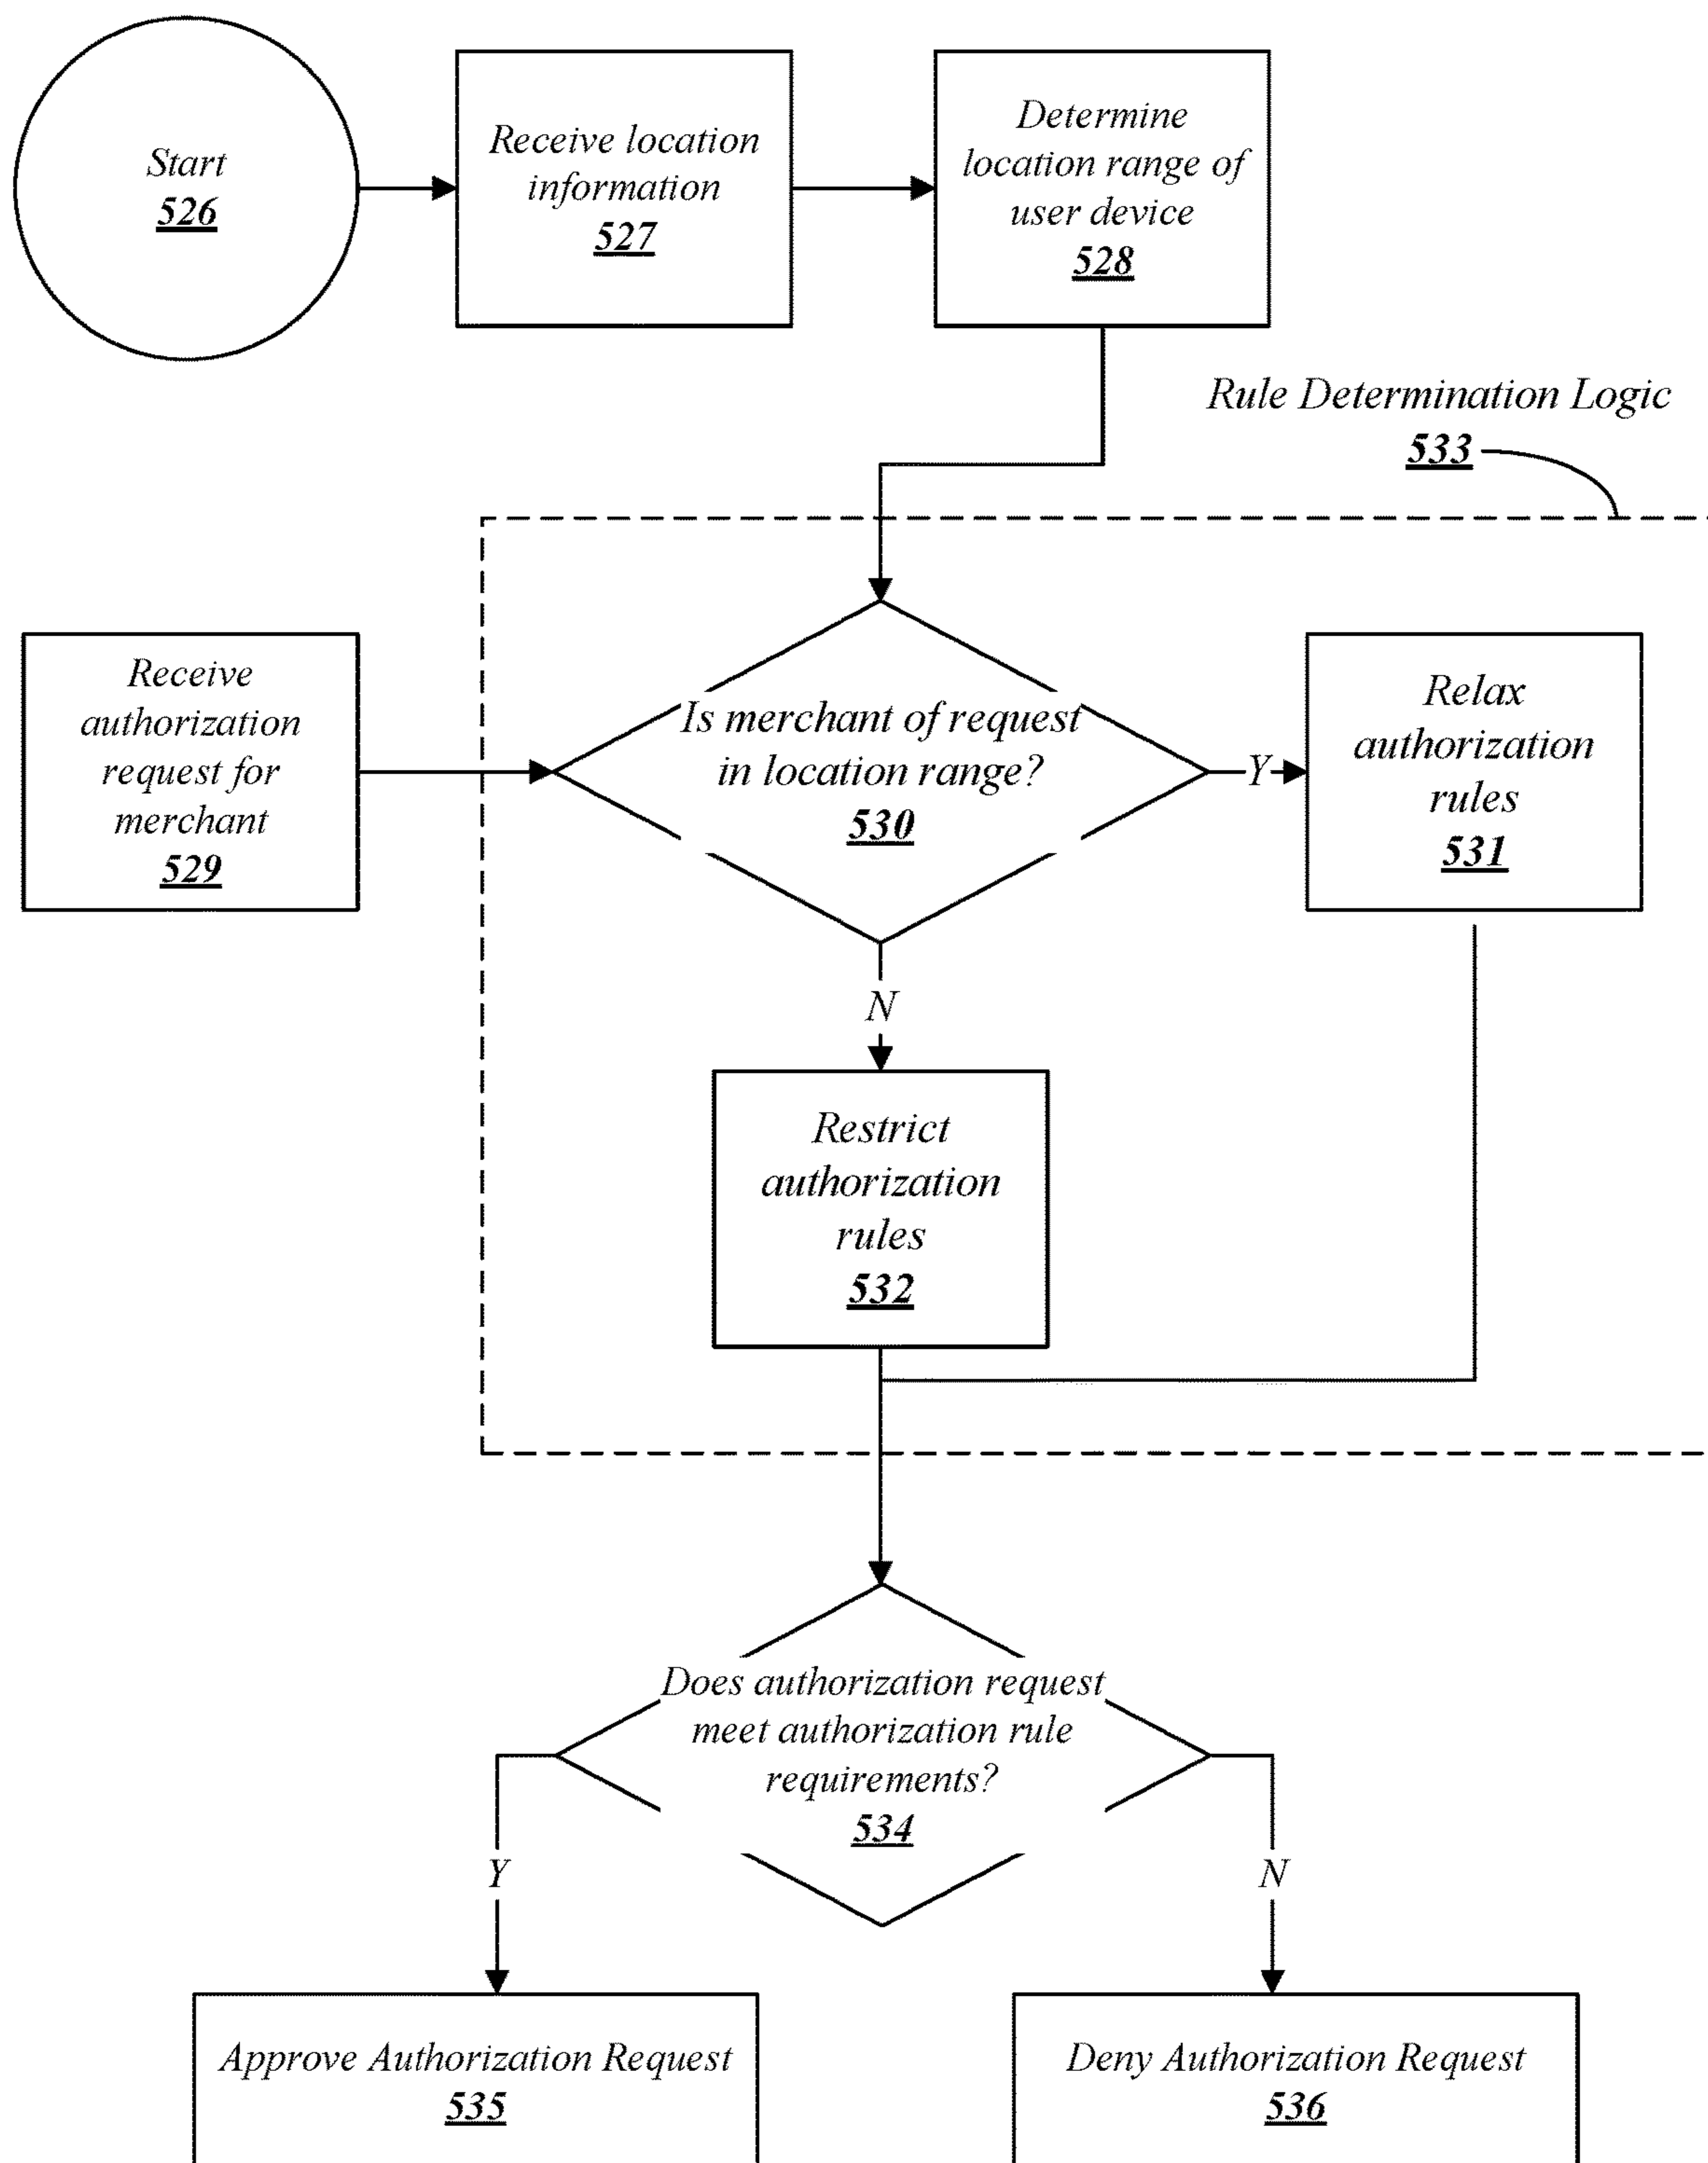 Start
526
Receive location
information
527
Determine
location range of
user device
528
Rule Determination Logic
533
Receive
authorization
request for
merchant
529
Is merchant of request
in location range?
530
Y
Relax
authorization
rules
531
N
Restrict
authorization
rules
532
Does authorization request
meet authorization rule
requirements?
534
Y
N
Approve Authorization Request
535
Deny Authorization Request
536